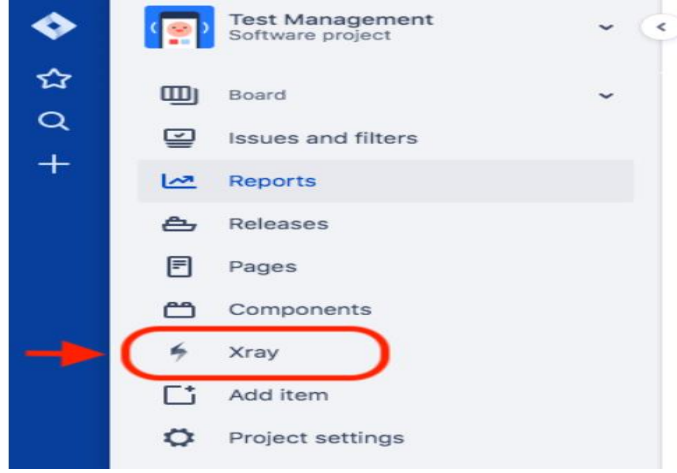 Test Management
Software project
Board
Issues and filters
Reports
Releases
Pages
Components
Xray
Add item
Project settings